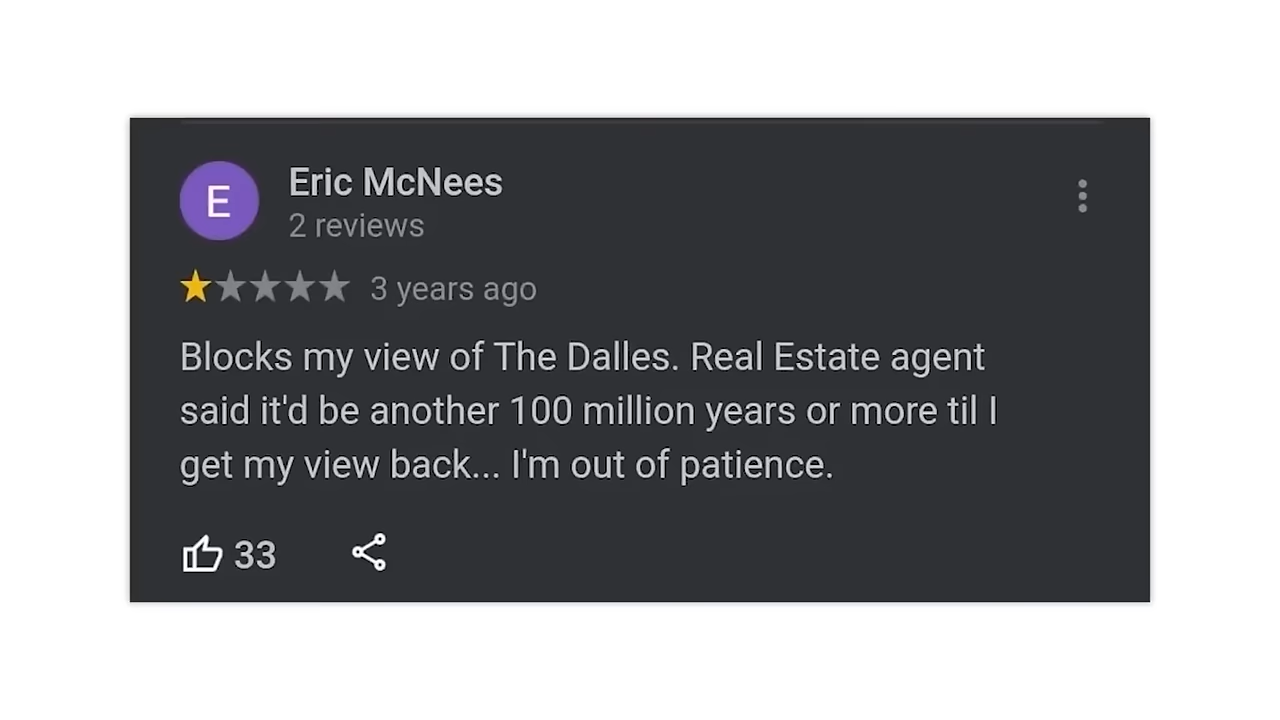 E
Eric McNees
2 reviews
3 years ago
Blocks my view of The Dalles. Real Estate agent
said it'd be another 100 million years or more til I
get my view back... I'm out of patience.
33